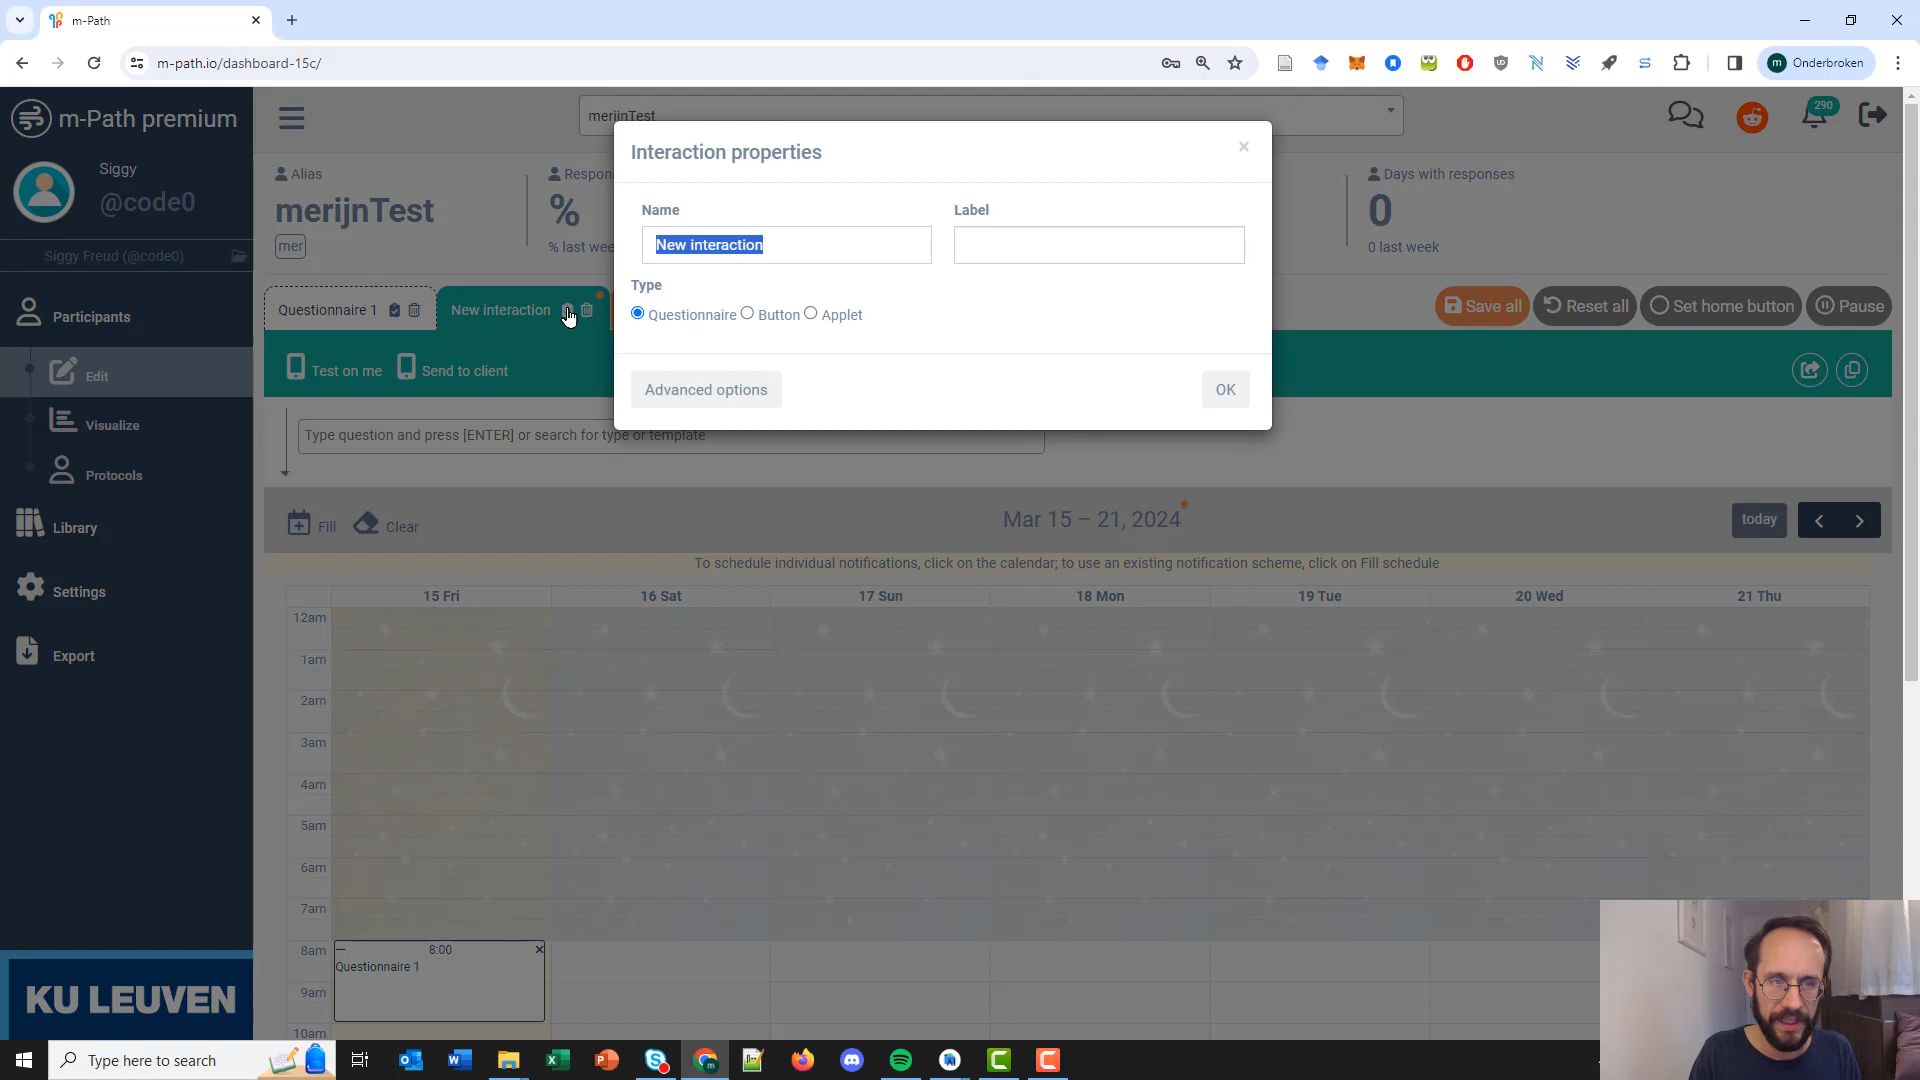 m-Path
m-path.io/dashboard-15c/
Onderbroken
m-Path premium
Siggy
@code0
Siggy Freud (@code0)
Participants
Edit
Visualize
Protocols
Library
Settings
Export
KU LEUVEN
merijnTest
290
Alias
merijnTest
mer
%
Days with responses
0
0 last week
Interaction properties
Name
Label
New interaction
Type
Questionnaire
Button
Applet
Advanced options
OK
Questionnaire 1
New interaction
Save all
Reset all
Set home button
Pause
Test on me
Send to client
Type question and press [ENTER] or search for type or template
Fill
Clear
Mar 15 – 21, 2024
today
To schedule individual notifications, click on the calendar; to use an existing notification scheme, click on Fill schedule
15 Fri
16 Sat
17 Sun
18 Mon
19 Tue
20 Wed
21 Thu
12am
1am
2am
3am
4am
5am
6am
7am
8am
9am
10am
8:00
Questionnaire 1
Type here to search